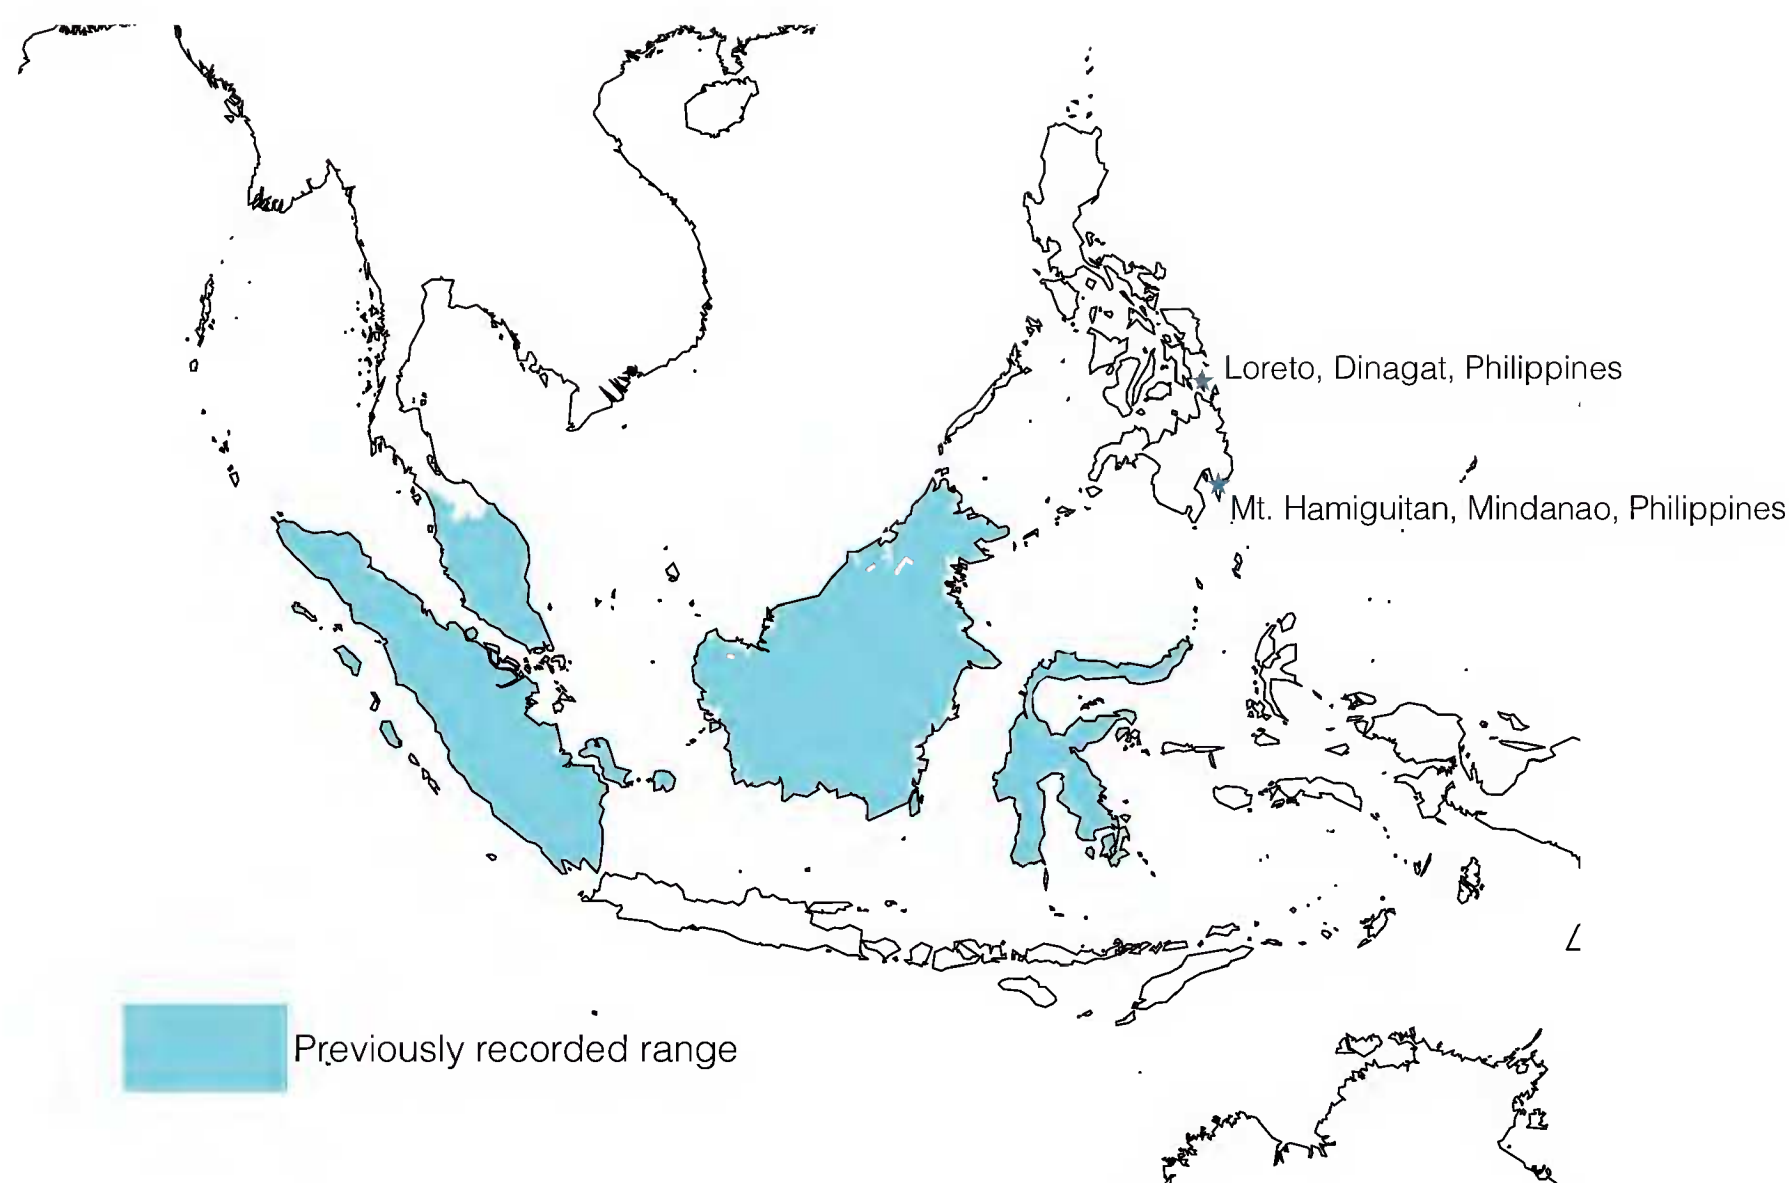 Loreto, Dinagat, Philippines
Mt. Hamiguitan, Mindanao, Philippines
Previously recorded range